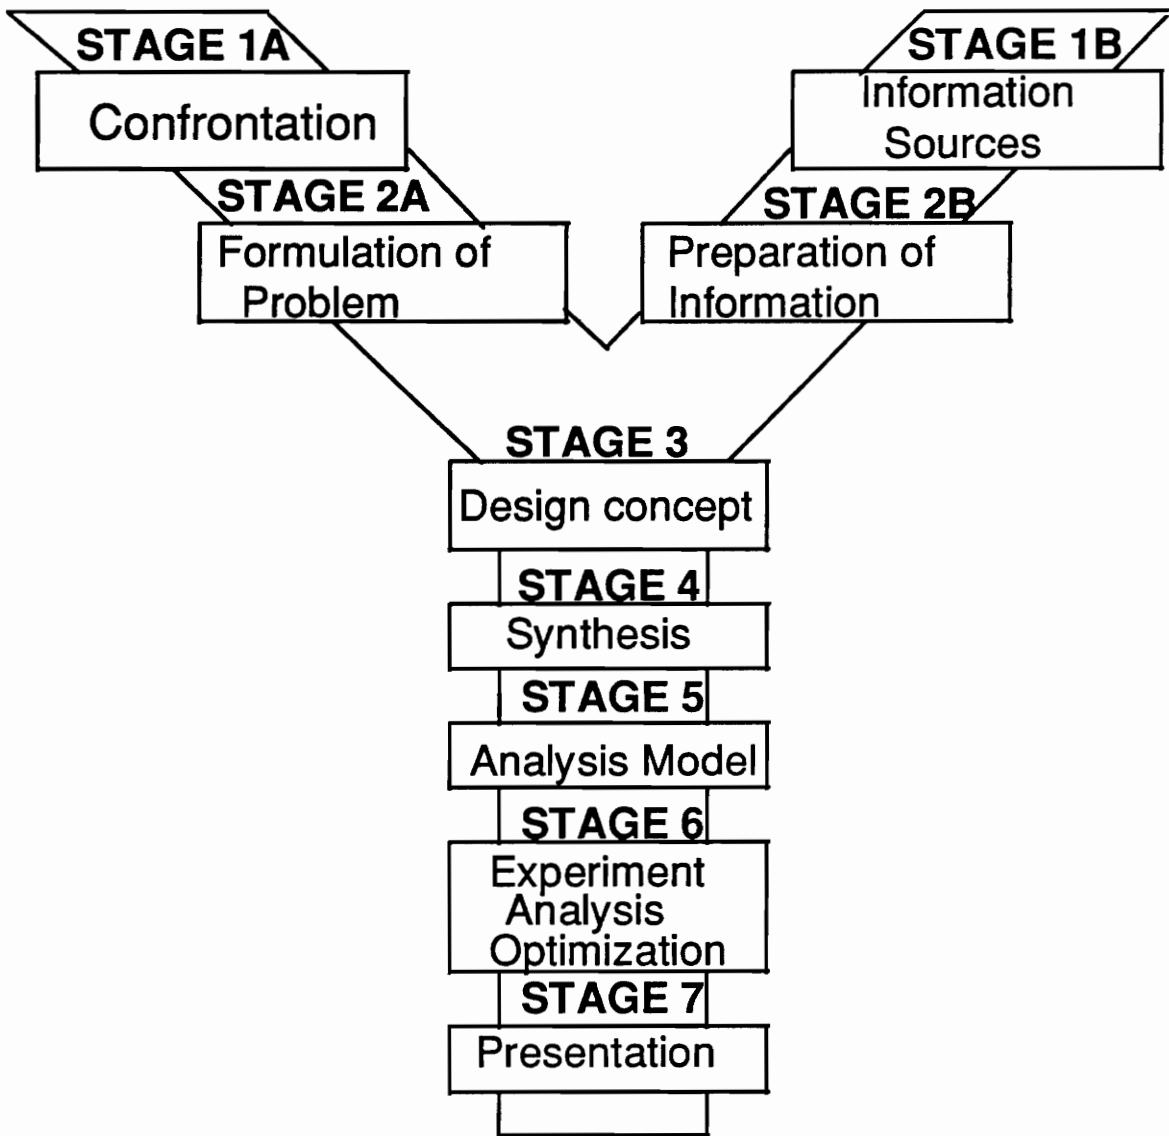 STAGE 1A
Confrontation
STAGE 2A
Formulation of
Problem
STAGE 1B
Information
Sources
STAGE 2B
Preparation of
Information
STAGE 3
Design concept
STAGE 4
Synthesis
STAGE 5
Analysis Model
STAGE 6
Experiment
Analysis
Optimization
STAGE 7
Presentation